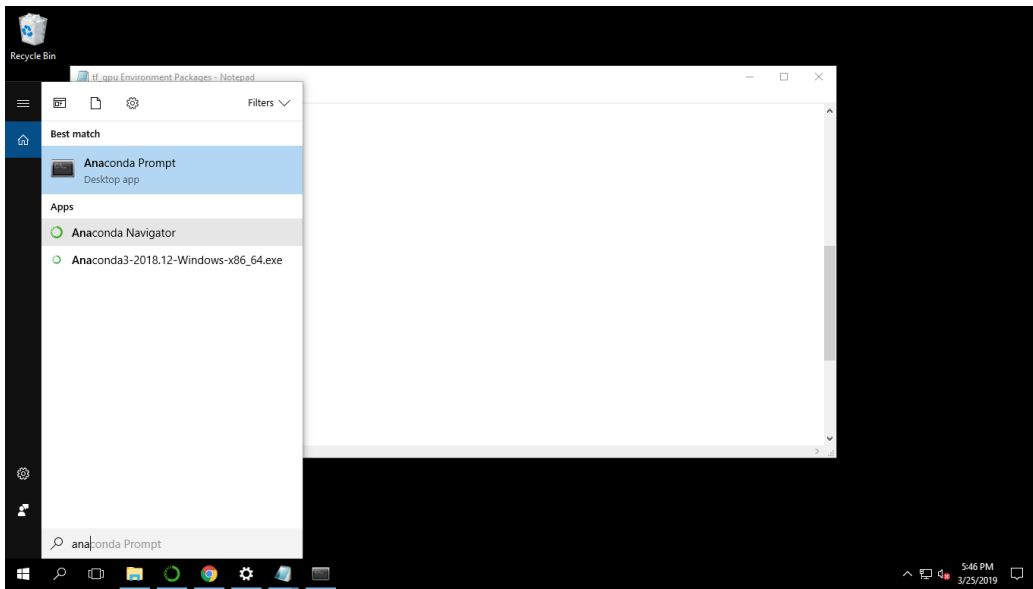 Recycle Bin
tf_gpu Environment Packages - Notepad
Filters
Best match
Anaconda Prompt
Desktop app
Apps
Anaconda Navigator
Anaconda3-2018.12-Windows-x86_64.exe
anaconda Prompt
5:46 PM
3/25/2019